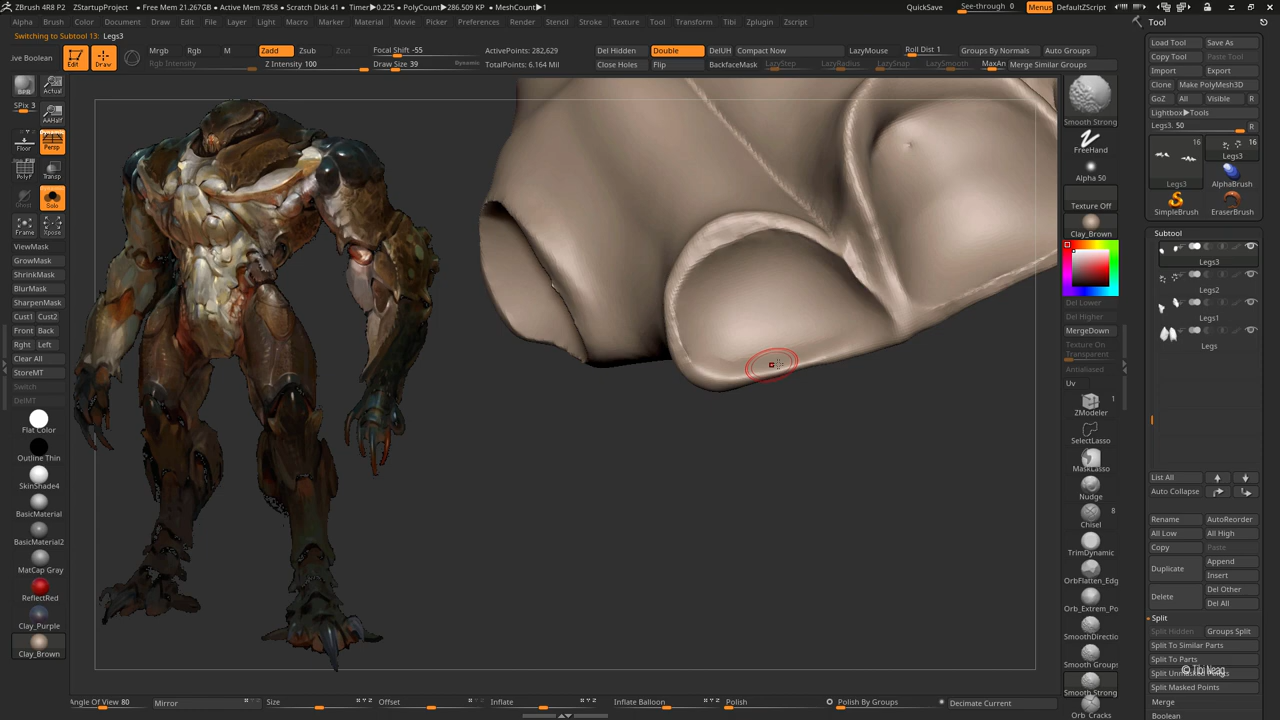 ZBrush 4R8 P2 ZStartupProject • Free Mem 21.267GB • Active Mem 7858 • Scratch Disk 41 • Timer▶0.225 • PolyCount▶286.509 KP • MeshCount▶1 QuickSave See-through 0 Menus DefaultZScript
Alpha Brush Color Document Draw Edit File Layer Light Macro Marker Material Movie Picker Preferences Render Stencil Stroke Texture Tool Transform Tibi Zplugin Zscript
Tool
Switching to Subtool 13: Legs3
ive Boolean Edit Draw Mrgb Rgb M Zadd Zsub Zcut Focal Shift -55 ActivePoints: 282,629 Del Hidden Double DelUH Compact Now LazyMouse Roll Dist 1 Groups By Normals Auto Groups
Rgb Intensity Z Intensity 100 Draw Size 39 Dynamic TotalPoints: 6.164 Mil Close Holes Flip BackfaceMask LazyStep LazyRadius LazySnap LazySmooth MaxAn Merge Similar Groups
BPR
SPix 3
Actual
AAHalf
Floor
Persp
PolyF
Transp
Ghost
Solo
Frame
Xpose
ViewMask
GrowMask
ShrinkMask
BlurMask
SharpenMask
Cust1 Cust2
Front Back
Rght Left
Clear All
StoreMT
Switch
DelMT
Flat Color
Outline Thin
SkinShade4
BasicMaterial
BasicMaterial2
MatCap Gray
ReflectRed
Clay_Purple
Clay_Brown
Smooth Strong
FreeHand
Alpha 50
Texture Off
Clay_Brown
Del Lower
Del Higher
MergeDown
Texture On
Transparent
Antialiased
Uv
1
ZModeler
SelectLasso
MaskLasso
Nudge
8
Chisel
TrimDynamic
OrbFlatten_Edg
Orb_Extrem_Po
SmoothDirectio
Smooth Groups
Smooth Strong
Orb_Cracks
Load Tool Save As
Copy Tool Paste Tool
Import Export
Clone Make PolyMesh3D
GoZ All Visible R
Lightbox▶Tools
Legs3. 50 R
16 16
Legs3
Legs3 AlphaBrush
SimpleBrush EraserBrush
Subtool
Legs3
Legs2
Legs1
Legs
List All
Auto Collapse
Rename AutoReorder
All Low All High
Copy Paste
Duplicate Append
Insert
Delete Del Other
Del All
Split
Split Hidden Groups Split
Split To Similar Parts
Split To Parts
Split Unmasked Points
Split Masked Points
Merge
Boolean
© Tibi Neag
Angle Of View 80 Mirror Size Offset Inflate Inflate Balloon Polish Polish By Groups Decimate Current